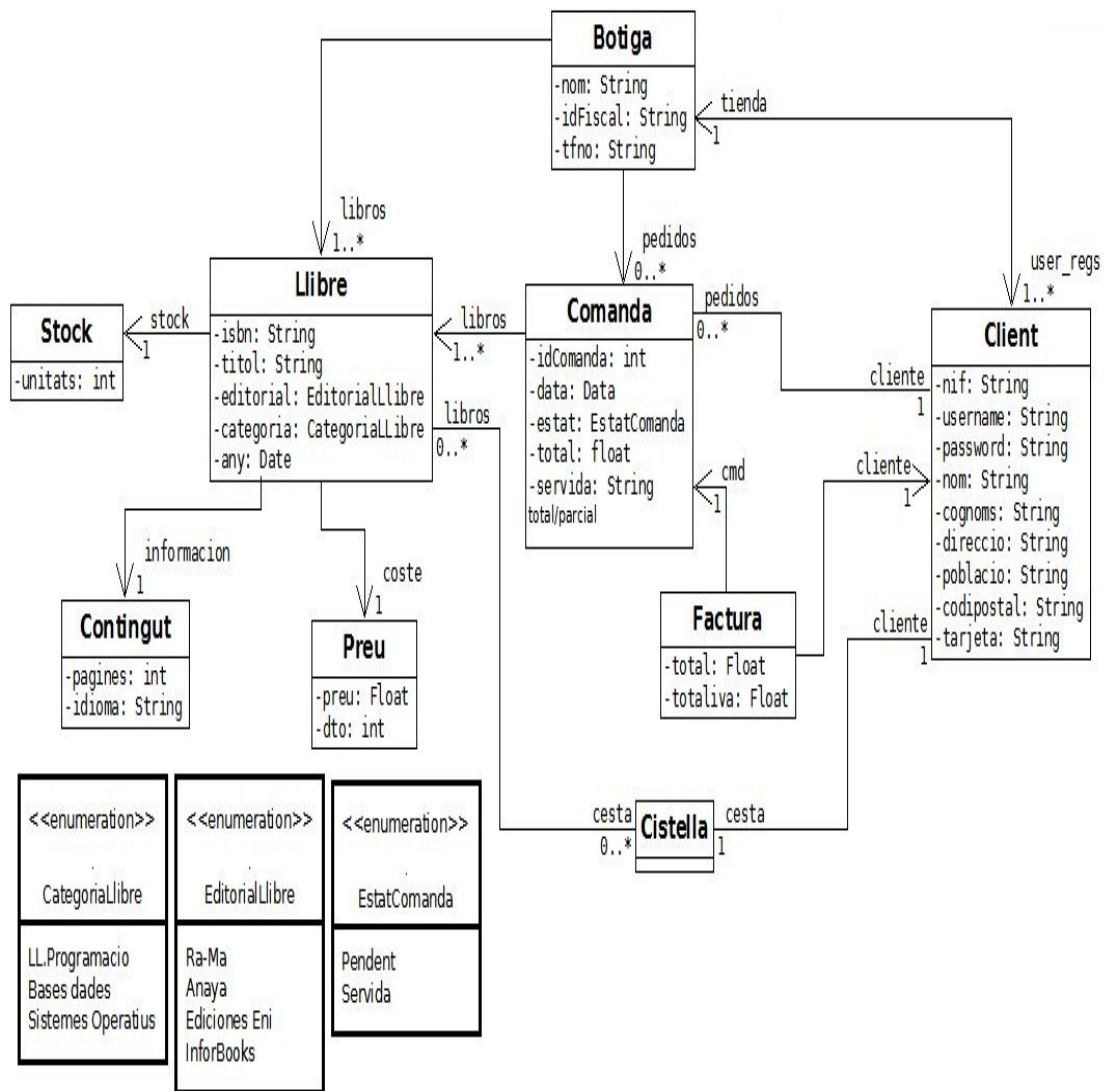 Botiga
-nom: String
-idFiscal: String
-tfno: String
tienda
1
libros
1..*
pedidos
0..*
user_regs
1..*
Llibre
-isbn: String
-titol: String
-editorial: EditorialLlibre
-categoria: CategoriaLLibre
-any: Date
stock
1
Stock
-unitats: int
libros
1..*
Comanda
-idComanda: int
-data: Data
-estat: EstatComanda
-total: float
-servida: String
total/parcial
pedidos
0..*
cliente
1
Client
-nif: String
-username: String
-password: String
-nom: String
-cognoms: String
-direccio: String
-poblacio: String
-codipostal: String
-tarjeta: String
libros
0..*
cmd
1
cliente
1
informacion
1
coste
1
Contingut
-pagines: int
-idioma: String
Preu
-preu: Float
-dto: int
Factura
-total: Float
-totaliva: Float
cliente
1
cesta
0..*
Cistella
cesta
1
<<enumeration>>
CategoriaLlibre
LL.Programacio
Bases dades
Sistemes Operatius
<<enumeration>>
EditorialLlibre
Ra-Ma
Anaya
Ediciones Eni
InforBooks
<<enumeration>>
EstatComanda
Pendent
Servida